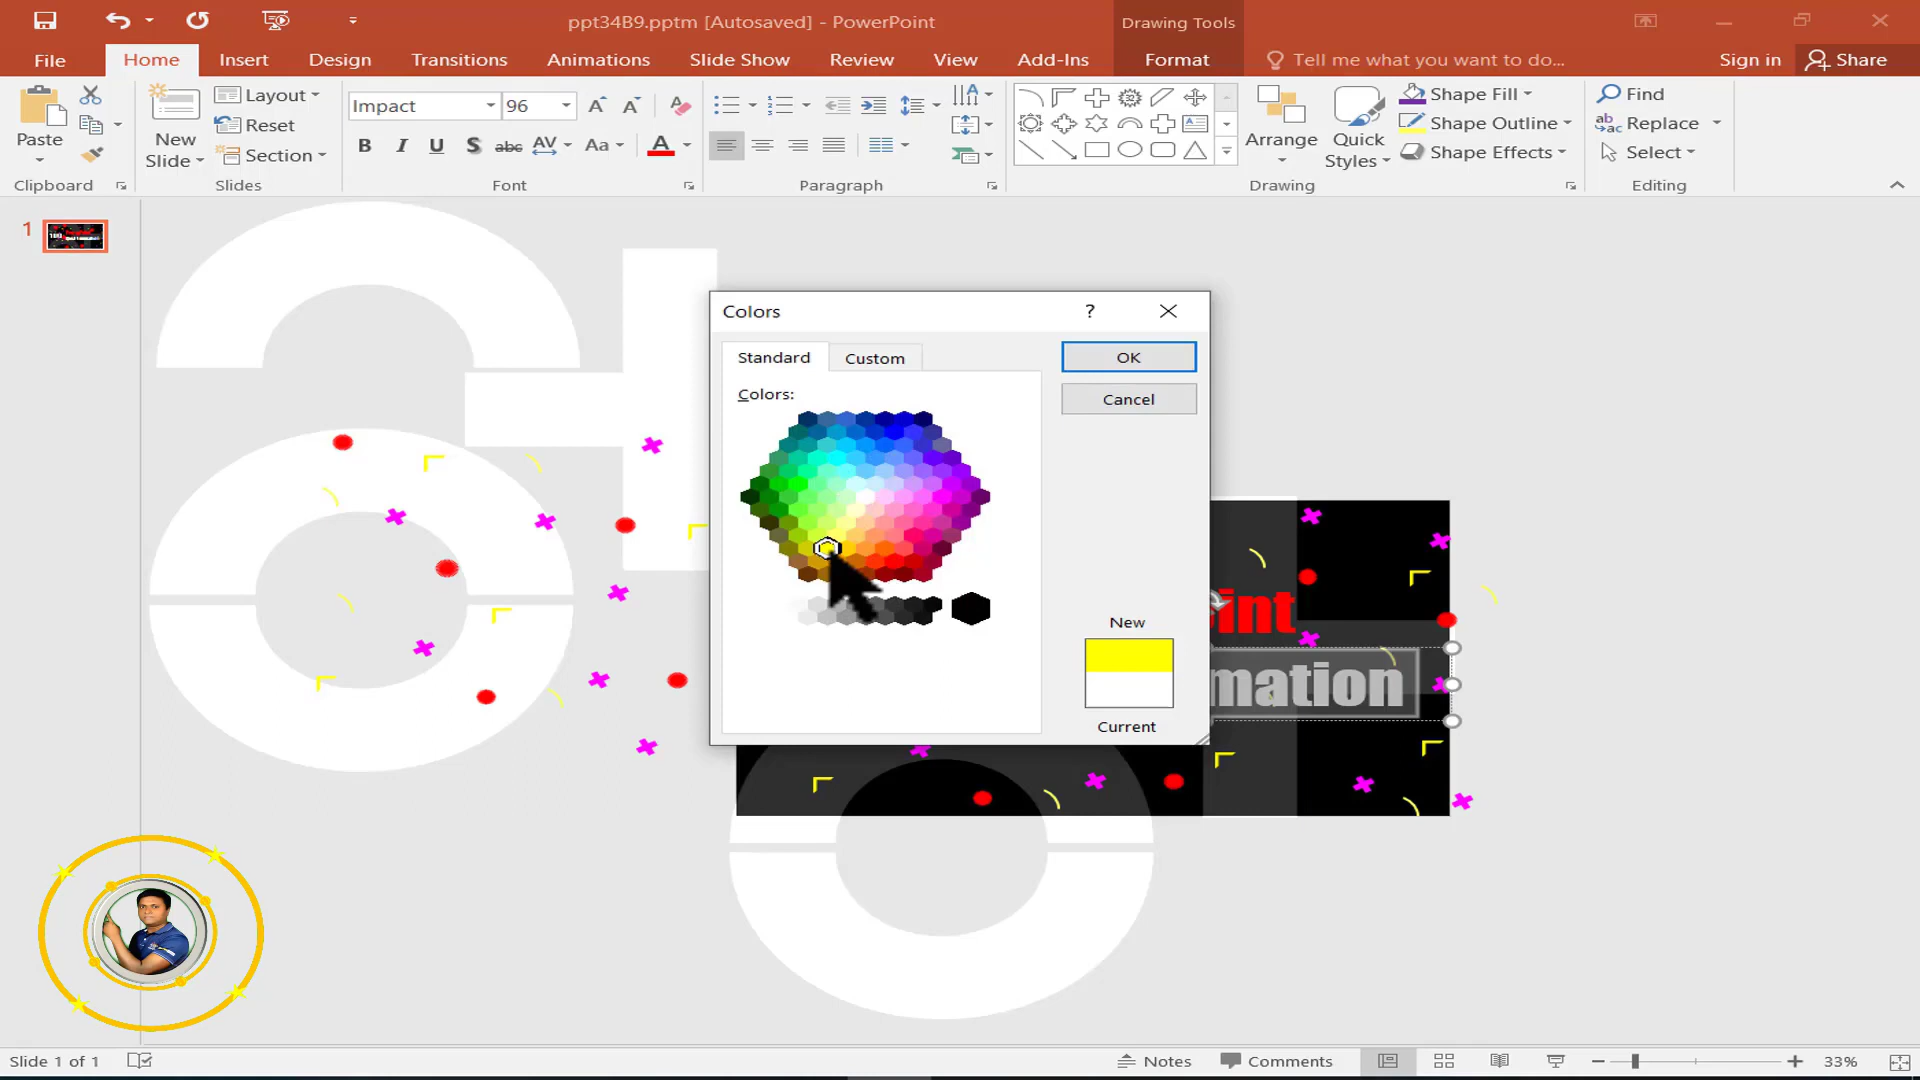 ppt34B9.pptm [Autosaved] - PowerPoint
Drawing Tools
File
Home
Insert
Design
Transitions
Animations
Slide Show
Review
View
Add-Ins
Format
Tell me what you want to do...
Sign in
Share
Paste
New
Slide
Layout
Reset
Section
Impact
96
B
I
U
S
abc
AV
Aa
A
Arrange
Quick
Styles
Shape Fill
Shape Outline
Shape Effects
Find
Replace
Select
Clipboard
Slides
Font
Paragraph
Drawing
Editing
1
Colors
?
Standard
Custom
OK
Cancel
Colors:
New
Current
int
mation
Slide 1 of 1
Notes
Comments
33%